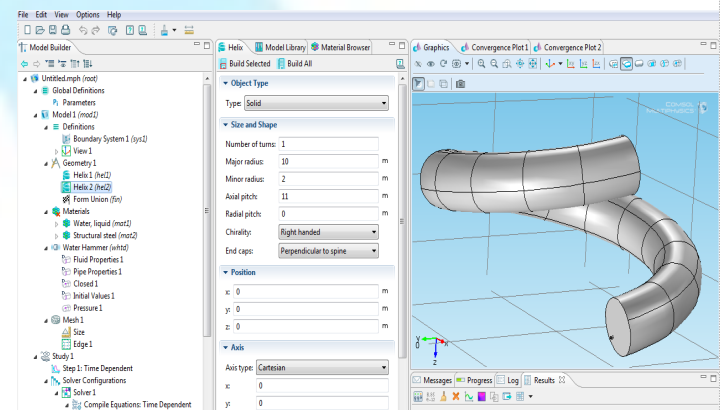 File Edit View Options Help
Model Builder
Untitled.mph (root)
Global Definitions
Pi Parameters
Model 1 (mod1)
Definitions
Boundary System 1 (sys1)
View 1
Geometry 1
Helix 1 (hel1)
Helix 2 (hel2)
Form Union (fin)
Materials
Water, liquid (mat1)
Structural steel (mat2)
Water Hammer (whtd)
Fluid Properties 1
Pipe Properties 1
Closed 1
Initial Values 1
Pressure 1
Mesh 1
Size
Edge 1
Study 1
Step 1: Time Dependent
Solver Configurations
Solver 1
Compile Equations: Time Dependent
Helix Model Library Material Browser
Build Selected Build All
Object Type
Type: Solid
Size and Shape
Number of turns: 1
Major radius: 10 m
Minor radius: 2 m
Axial pitch: 11 m
Radial pitch: 0 m
Chirality: Right handed
End caps: Perpendicular to spine
Position
x: 0 m
y: 0 m
z: 0 m
Axis
Axis type: Cartesian
x: 0
y: 0
Graphics Convergence Plot 1 Convergence Plot 2
COMSOL
MULTIPHYSICS
y
0
x
z
Messages Progress Log Results